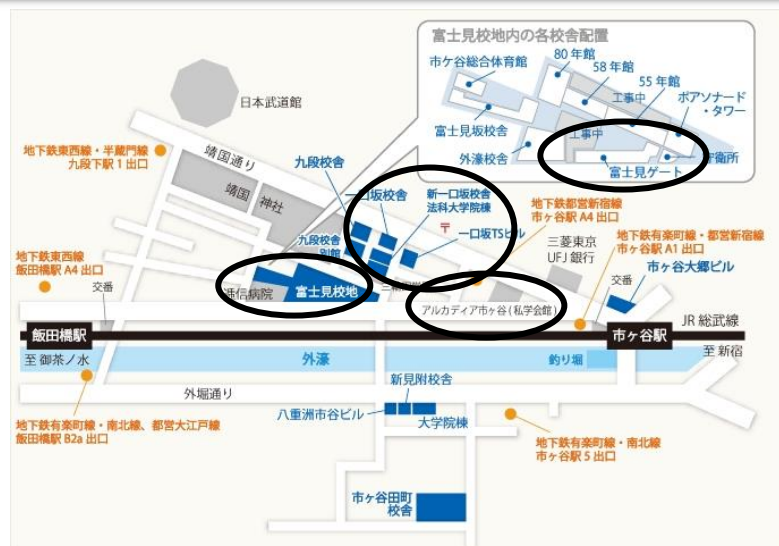 富士見校地内の各校舎配置
市ケ谷総合体育館
80年館
58年館
55年館
ボアソナード
・タワー
工事中
工事中
富士見坂校舎
外濠校舎
富士見ゲート
守衛所
日本武道館
地下鉄東西線・半蔵門線
九段下駅1出口
靖国通り
靖国 神社
九段校舎
一口坂校舎
新一口坂校舎
法科大学院棟
九段校舎
別館
〒
一口坂TSビル
地下鉄都営新宿線
市ヶ谷駅A4出口
三菱東京
UFJ銀行
地下鉄有楽町線・都営新宿線
市ヶ谷駅A1出口
地下鉄東西線
飯田橋駅A4出口
交番
逓信病院
富士見校地
アルカディア市ヶ谷(私学会館)
交番
市ケ谷大郷ビル
飯田橋駅
市ヶ谷駅
JR総武線
至 御茶ノ水
外濠
釣り堀
至 新宿
外堀通り
新見附校舎
八重洲市谷ビル
大学院棟
地下鉄有楽町線・南北線、都営大江戸線
飯田橋駅B2a出口
地下鉄有楽町線・南北線
市ケ谷駅5出口
市ヶ谷田町
校舎